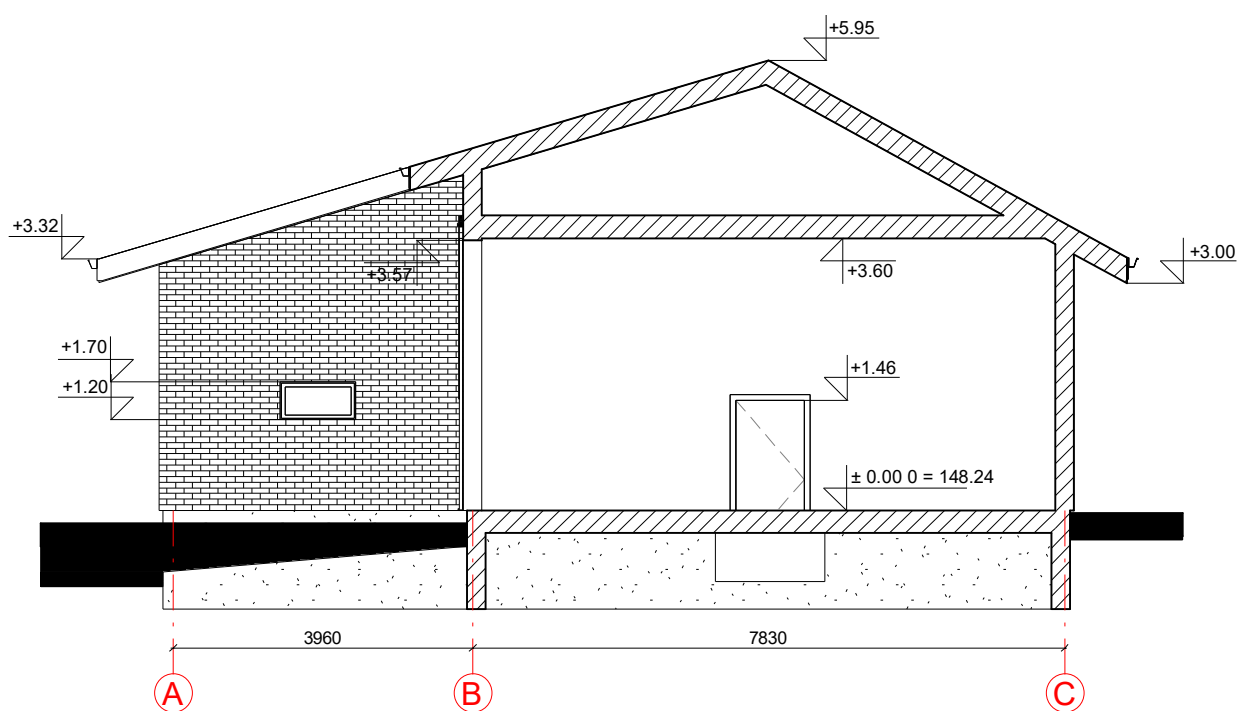 +5.95
+3.32
+3.57
+3.60
+3.00
+1.70
+1.20
+1.46
± 0.00 0 = 148.24
3960
7830
A
B
C